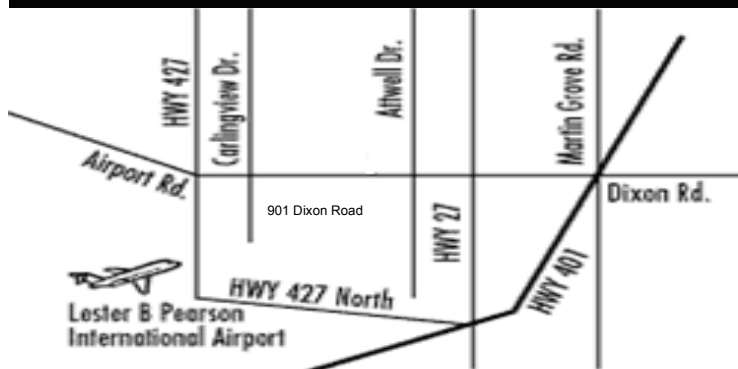 HWY 427
Carlingview Dr.
Attwell Dr.
Martin Grove Rd.
Airport Rd.
Dixon Rd.
901 Dixon Road
HWY 27
HWY 401
HWY 427 North
Lester B Pearson
International Airport